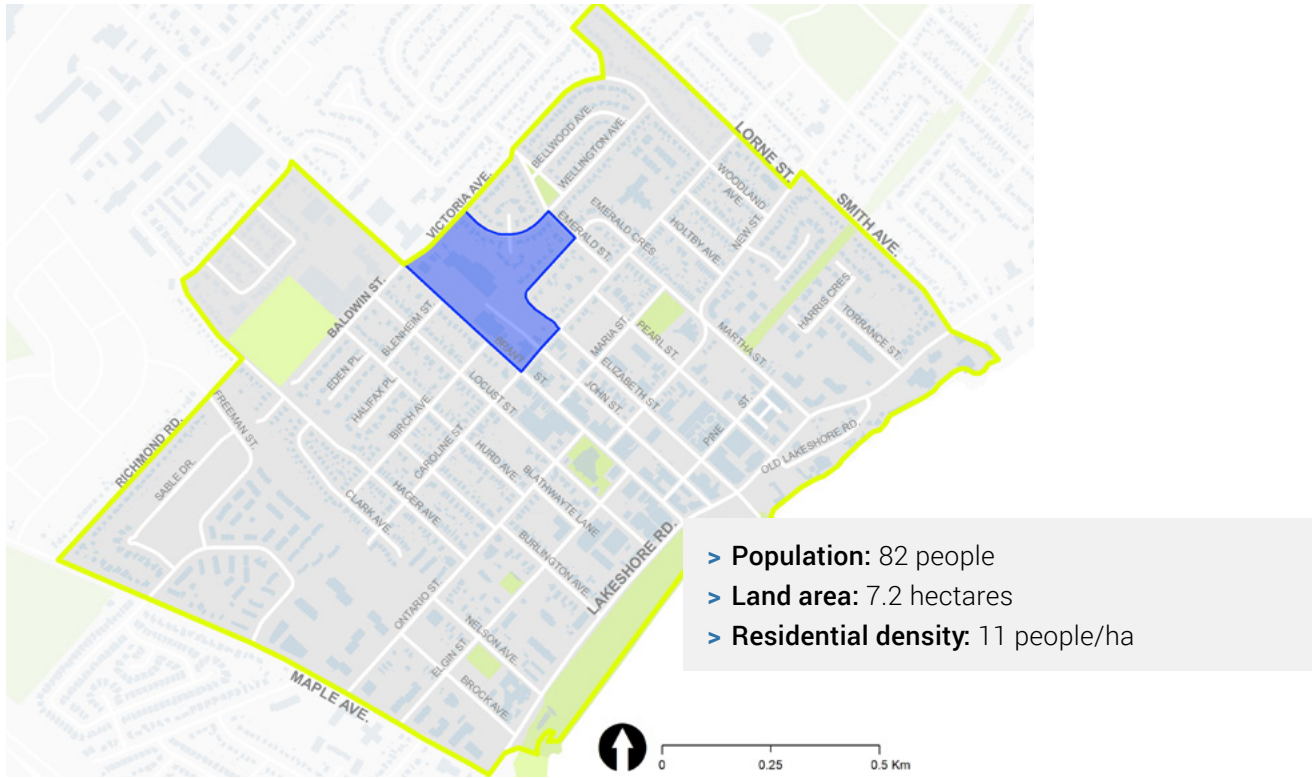 LORNE ST.
SMITH AVE.
BELLWOOD AVE.
WELLINGTON AVE.
WOODLAND
AVE.
NEW ST.
VICTORIA AVE.
EMERALD CRES.
HOLTBY AVE.
EMERALD ST.
HARRIS CRES.
TORRANCE ST.
BALDWIN ST.
BLENHEIM ST.
MARIA ST.
PEARL ST.
MARTHA ST.
EDEN PL.
HALIFAX PL.
BRANT ST.
ELIZABETH ST.
JOHN ST.
LOCUST ST.
BIRCH AVE
PINE ST
FREEMAN ST.
CAROLINE ST.
HURD AVE.
OLD LAKESHORE RD.
RICHMOND RD.
SABLE DR.
BLATHWAYTE LANE
CLARK AVE.
HAGER AVE.
BURLINGTON AVE.
LAKESHORE RD.
ONTARIO ST.
NELSON AVE.
ELGIN ST.
BROCK AVE.
MAPLE AVE.
> Population: 82 people
> Land area: 7.2 hectares
> Residential density: 11 people/ha
0 0.25 0.5 Km